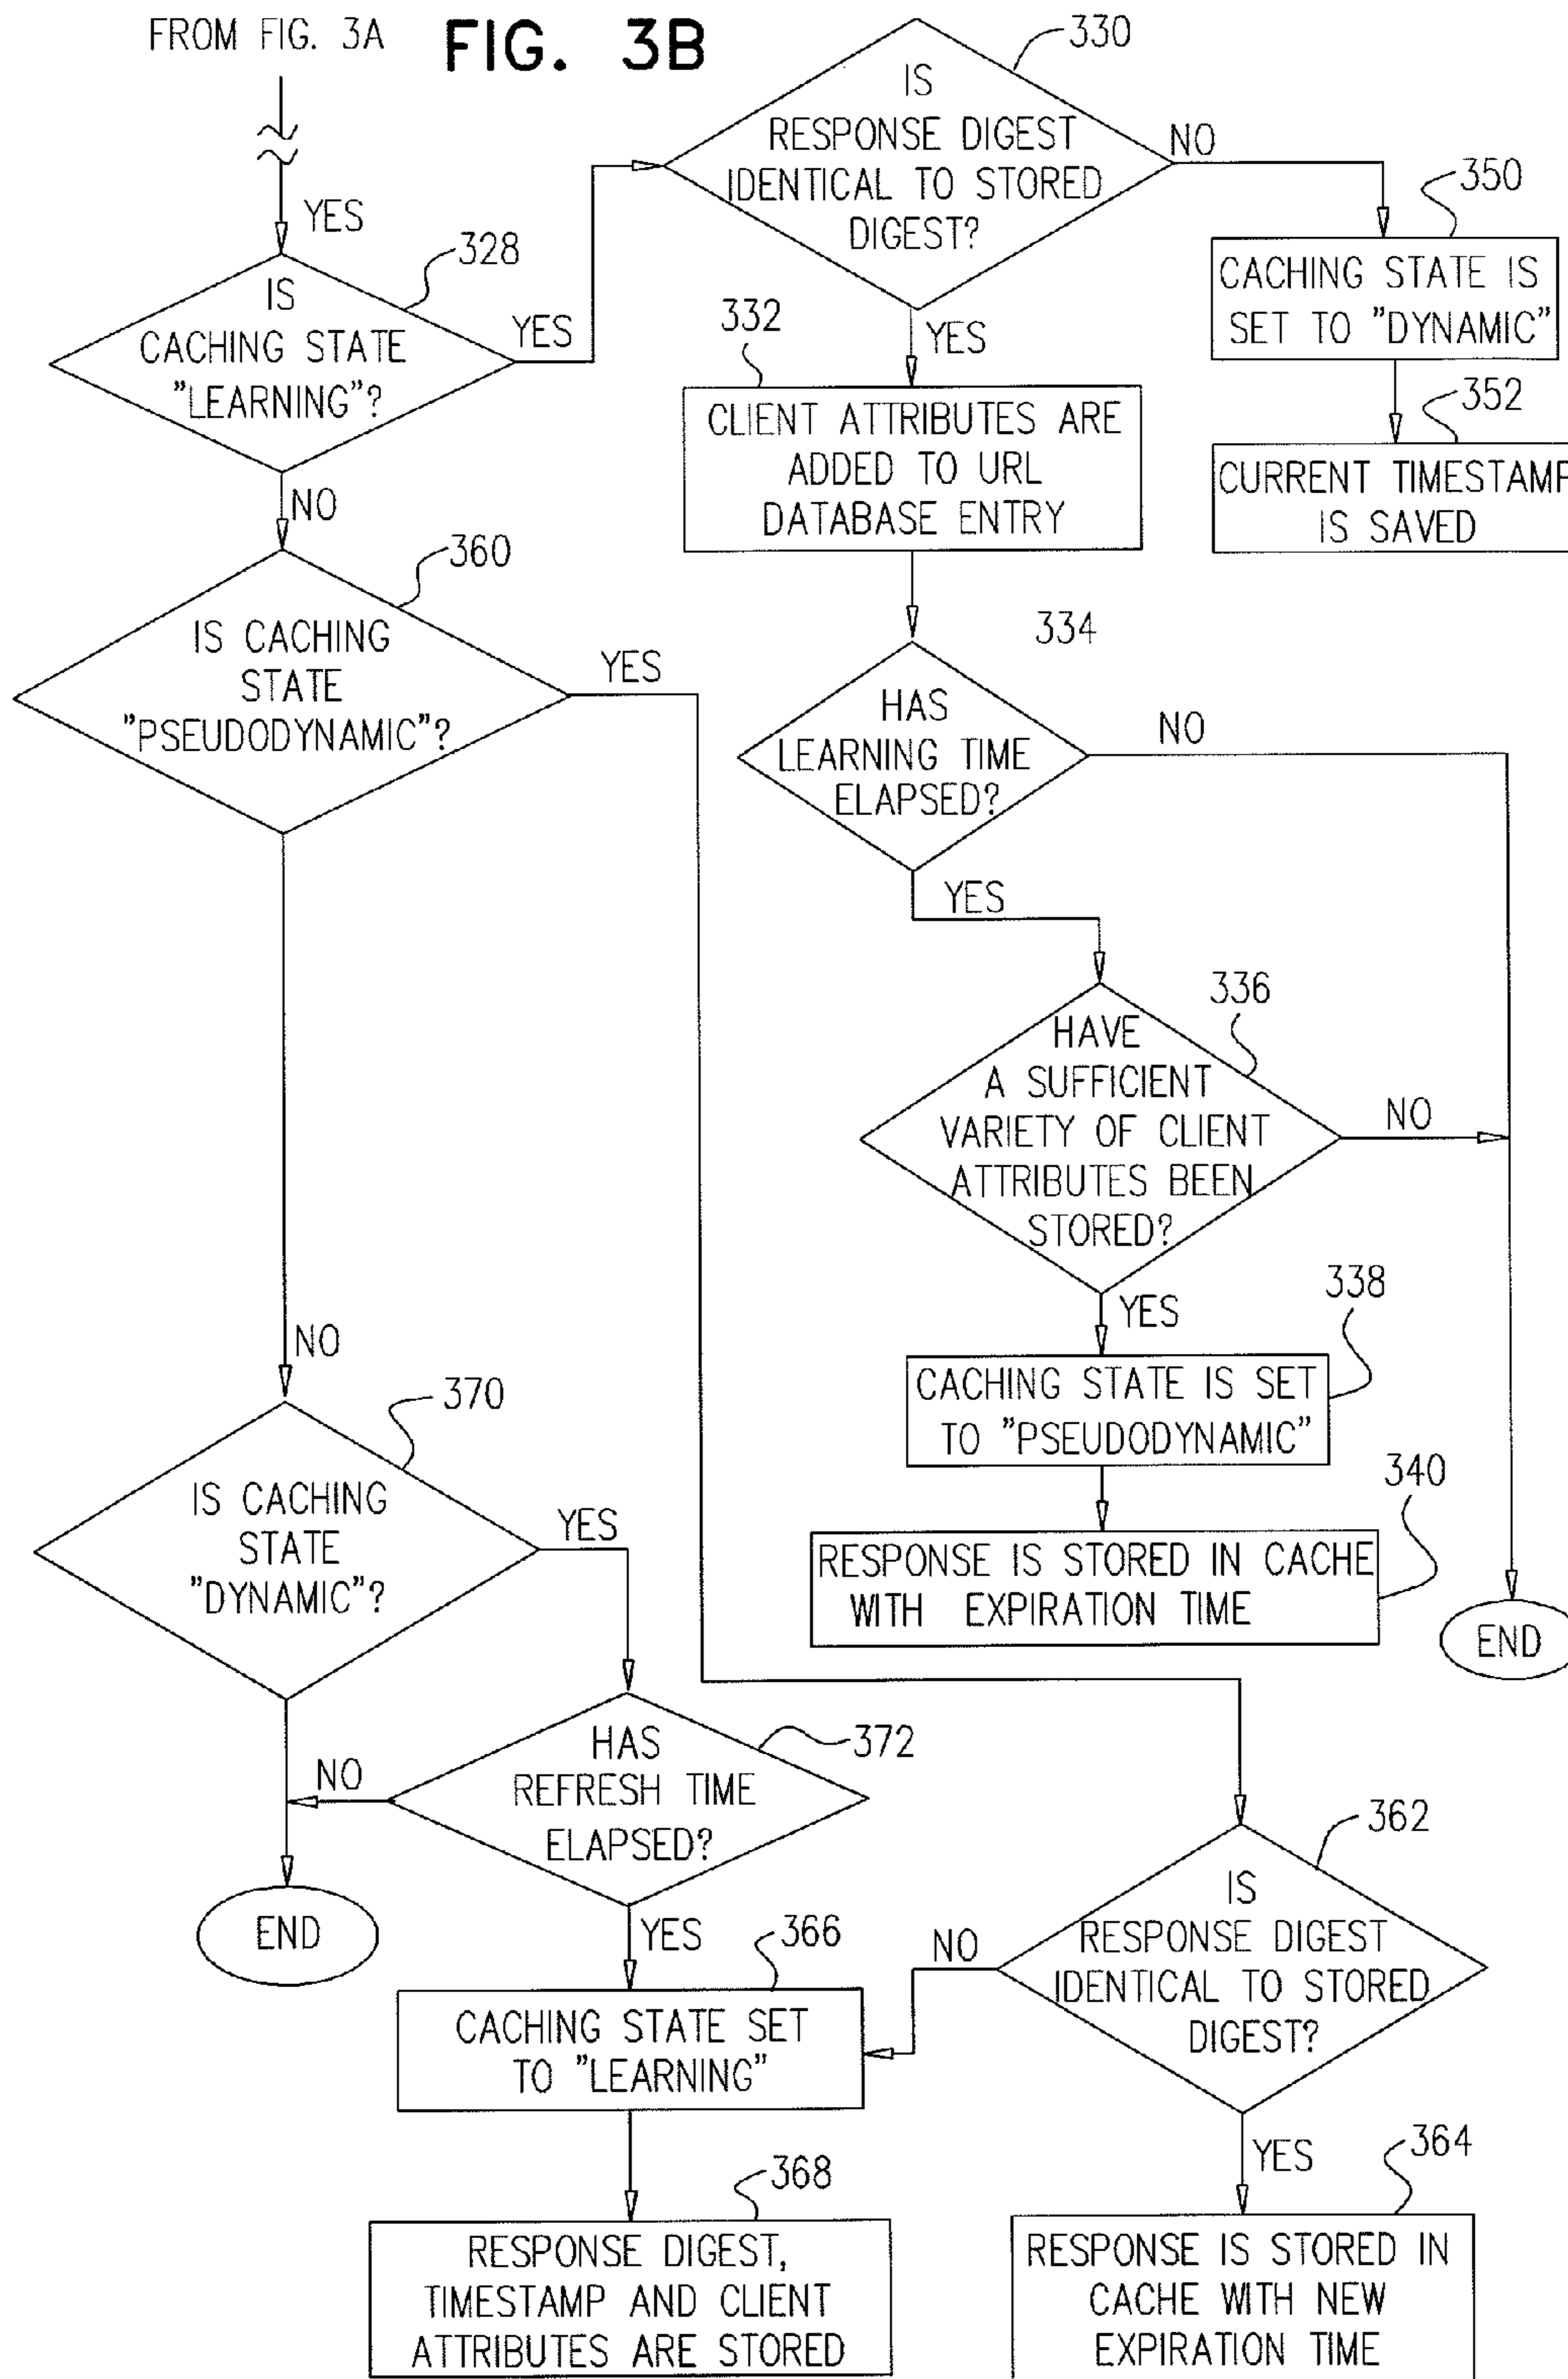 FROM FIG. 3A
FIG. 3B
YES
328
IS
CACHING STATE
"LEARNING"?
YES
NO
330
IS
RESPONSE DIGEST
IDENTICAL TO STORED
DIGEST?
NO
YES
350
CACHING STATE IS
SET TO "DYNAMIC"
352
CURRENT TIMESTAMP
IS SAVED
332
CLIENT ATTRIBUTES ARE
ADDED TO URL
DATABASE ENTRY
334
HAS
LEARNING TIME
ELAPSED?
NO
YES
336
HAVE
A SUFFICIENT
VARIETY OF CLIENT
ATTRIBUTES BEEN
STORED?
NO
YES
338
CACHING STATE IS SET
TO "PSEUDODYNAMIC"
340
RESPONSE IS STORED IN CACHE
WITH EXPIRATION TIME
END
360
IS CACHING
STATE
"PSEUDODYNAMIC"?
YES
NO
370
IS CACHING
STATE
"DYNAMIC"?
YES
372
HAS
REFRESH TIME
ELAPSED?
NO
END
YES
366
CACHING STATE SET
TO "LEARNING"
368
RESPONSE DIGEST,
TIMESTAMP AND CLIENT
ATTRIBUTES ARE STORED
362
IS
RESPONSE DIGEST
IDENTICAL TO STORED
DIGEST?
NO
YES
364
RESPONSE IS STORED IN
CACHE WITH NEW
EXPIRATION TIME